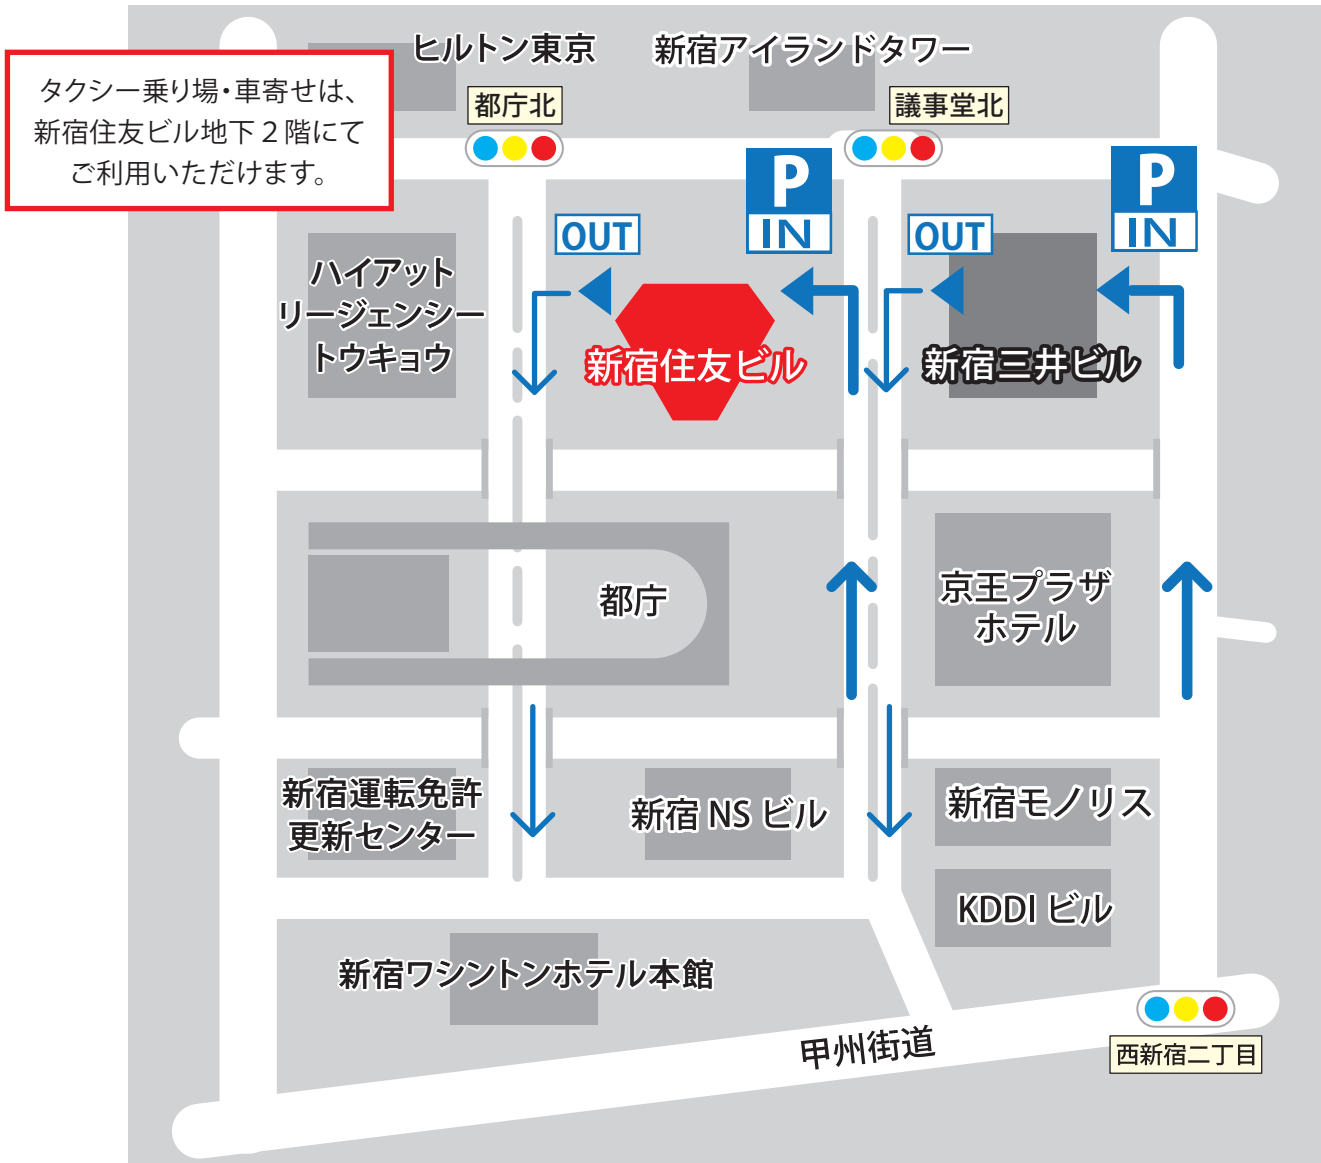 ヒルトン東京
新宿アイランドタワー
タクシー乗り場・車寄せは、
新宿住友ビル地下２階にて
ご利用いただけます。
都庁北
議事堂北
P
IN
P
IN
OUT
OUT
ハイアット
リージェンシー
トウキョウ
新宿住友ビル
新宿三井ビル
都庁
京王プラザ
ホテル
新宿運転免許
更新センター
新宿 NS ビル
新宿モノリス
KDDI ビル
新宿ワシントンホテル本館
甲州街道
西新宿二丁目